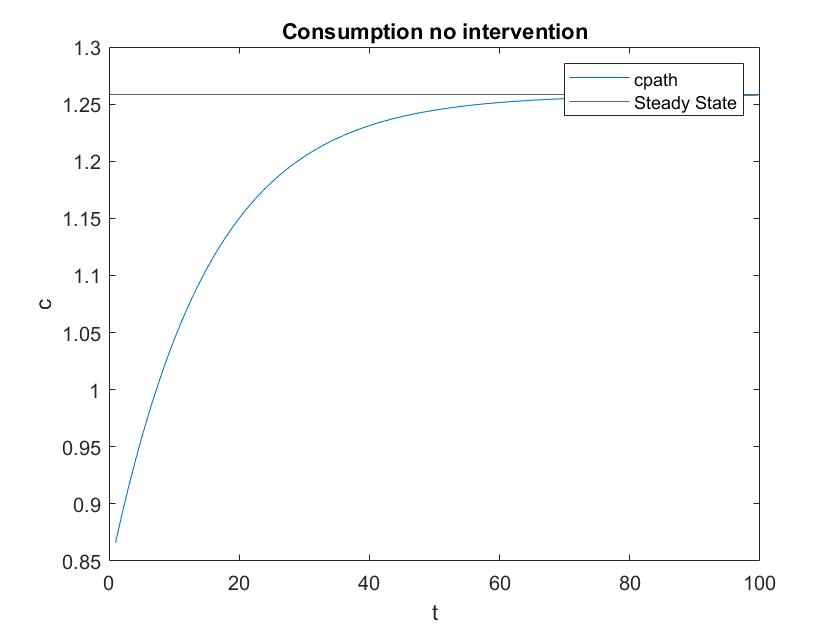 Consumption no intervention
1.3
1.25
1.2
1.15
1.1
1.05
1
0.95
0.9
0.85
c
cpath
Steady State
0 20 40 60 80 100
t